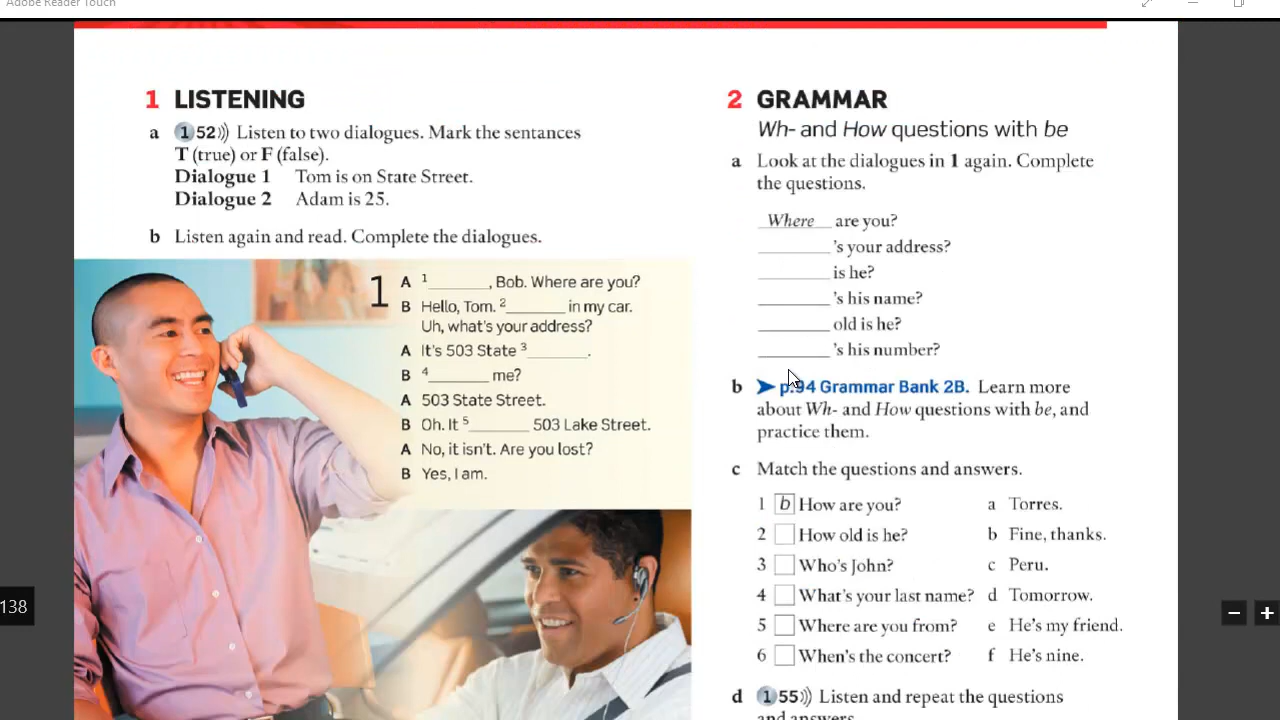 Adobe Reader Touch
1 LISTENING
a 1 52))) Listen to two dialogues. Mark the sentences
T (true) or F (false).
Dialogue 1 Tom is on State Street.
Dialogue 2 Adam is 25.
b Listen again and read. Complete the dialogues.
1
A 1_______, Bob. Where are you?
B Hello, Tom. 2_______ in my car.
Uh, what's your address?
A It's 503 State 3_______.
B 4_______ me?
A 503 State Street.
B Oh. It 5_______ 503 Lake Street.
A No, it isn't. Are you lost?
B Yes, I am.
2 GRAMMAR
Wh- and How questions with be
a Look at the dialogues in 1 again. Complete
the questions.
Where are you?
________ 's your address?
________ is he?
________ 's his name?
________ old is he?
________ 's his number?
b p.94 Grammar Bank 2B. Learn more
about Wh- and How questions with be, and
practice them.
c Match the questions and answers.
1 b How are you? a Torres.
2 How old is he? b Fine, thanks.
3 Who's John? c Peru.
4 What's your last name? d Tomorrow.
5 Where are you from? e He's my friend.
6 When's the concert? f He's nine.
d 1 55))) Listen and repeat the questions
and answers.
138